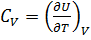 C_V = (∂U/∂T)_V